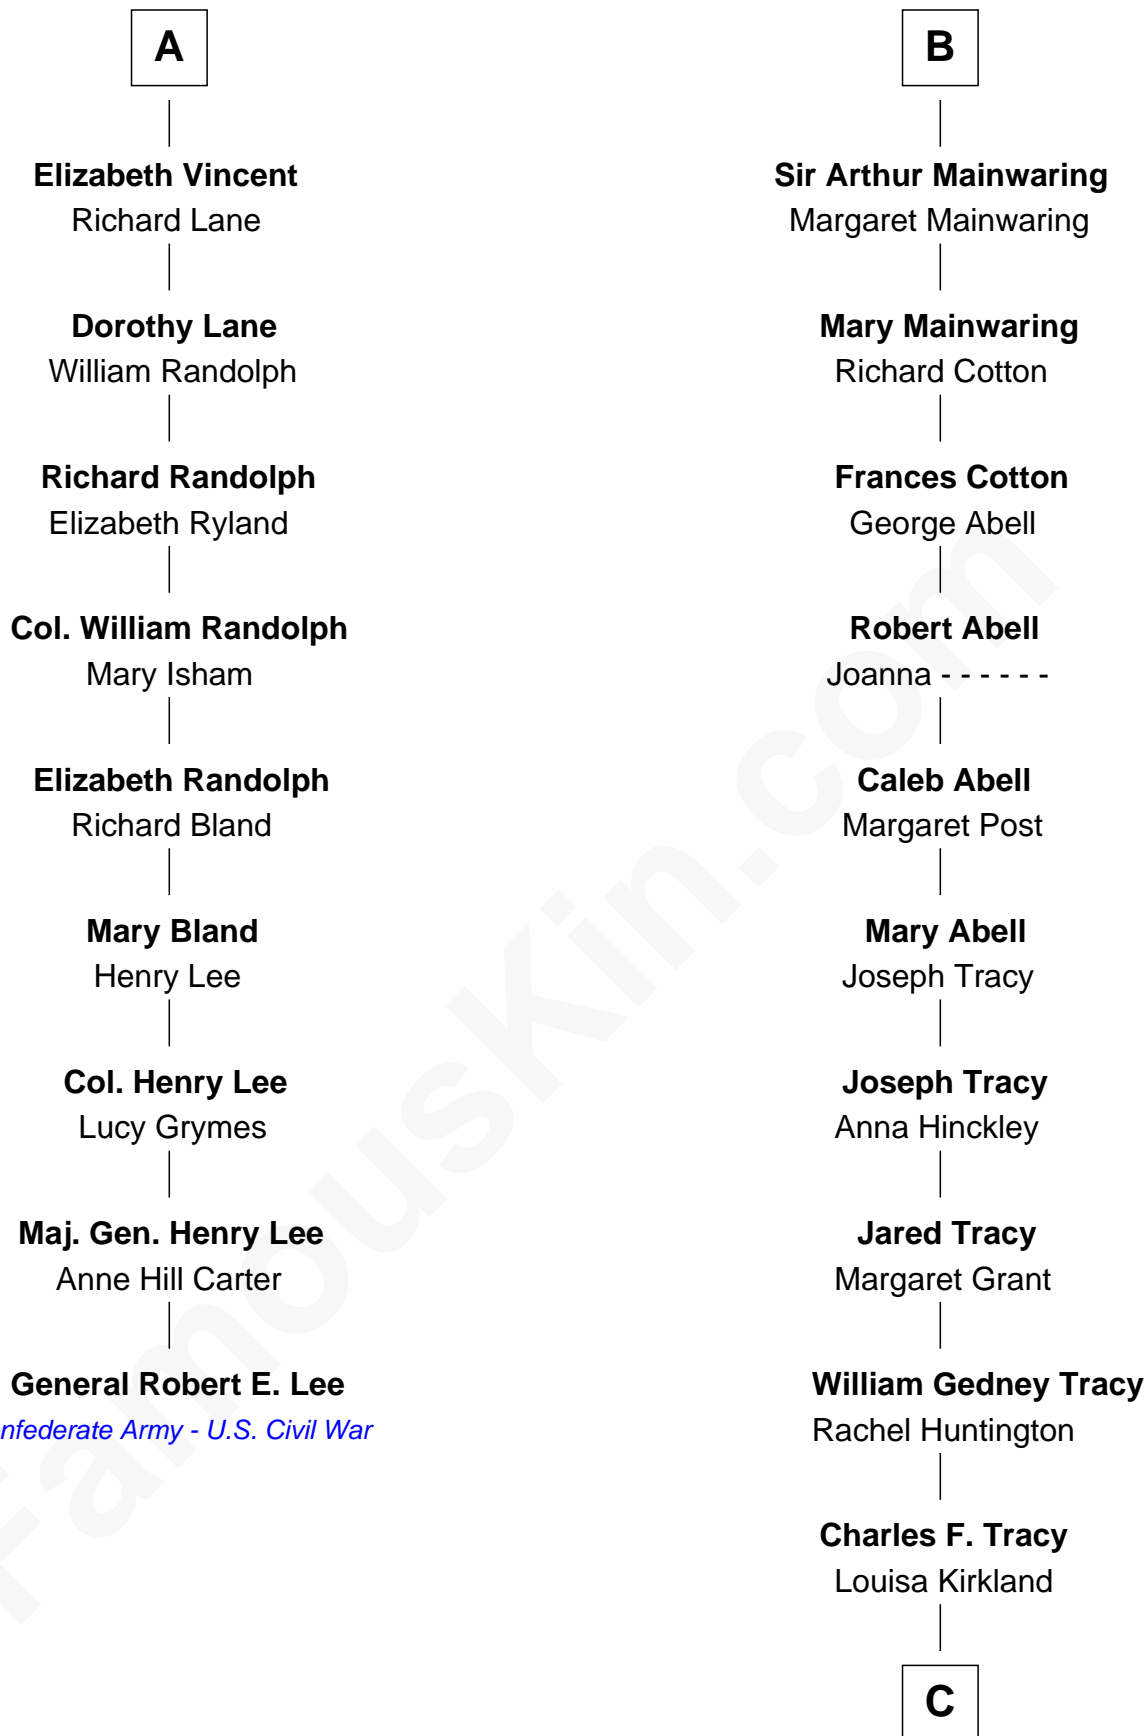 A
Elizabeth Vincent
Richard Lane
Dorothy Lane
William Randolph
Richard Randolph
Elizabeth Ryland
Col. William Randolph
Mary Isham
Elizabeth Randolph
Richard Bland
Mary Bland
Henry Lee
Col. Henry Lee
Lucy Grymes
Maj. Gen. Henry Lee
Anne Hill Carter
General Robert E. Lee
nfederate Army - U.S. Civil War
B
Sir Arthur Mainwaring
Margaret Mainwaring
Mary Mainwaring
Richard Cotton
Frances Cotton
George Abell
Robert Abell
Joanna - - - - - -
Caleb Abell
Margaret Post
Mary Abell
Joseph Tracy
Joseph Tracy
Anna Hinckley
Jared Tracy
Margaret Grant
William Gedney Tracy
Rachel Huntington
Charles F. Tracy
Louisa Kirkland
C
FamousKin.com